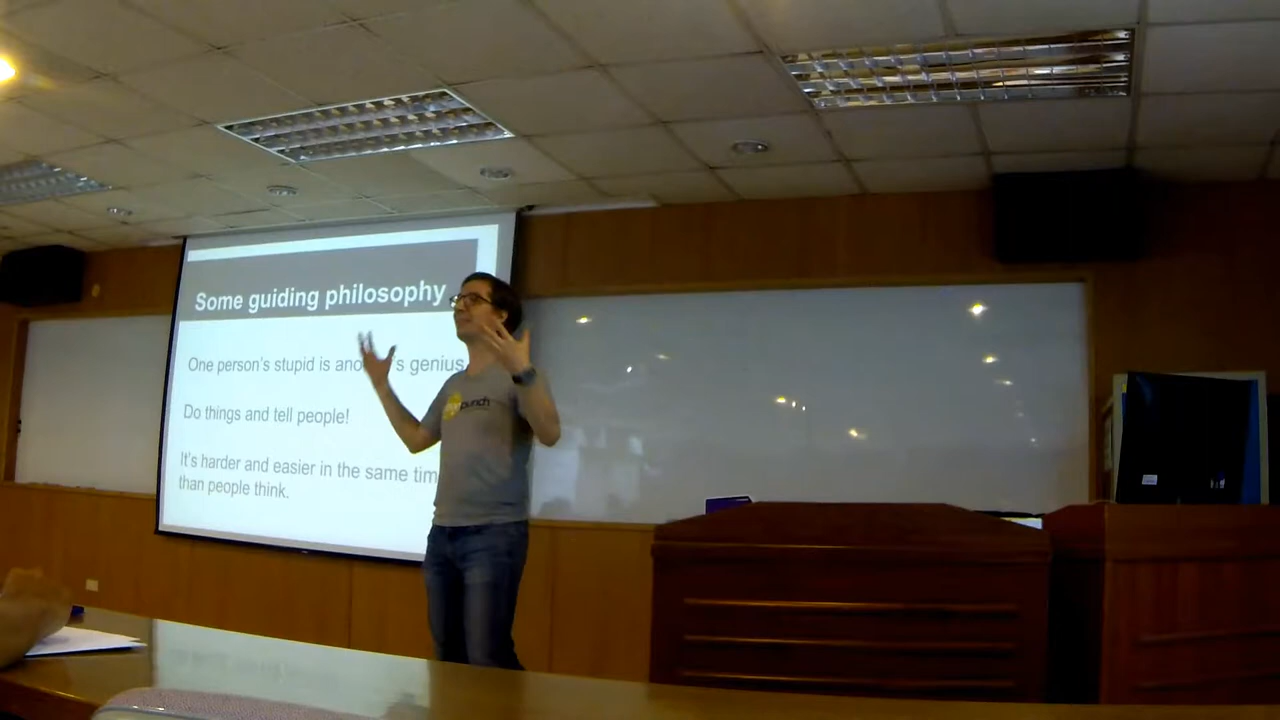 Some guiding philosophy
One person's stupid is ano 's genius
Do things and tell people!
It's harder and easier in the same tim
than people think.
punch